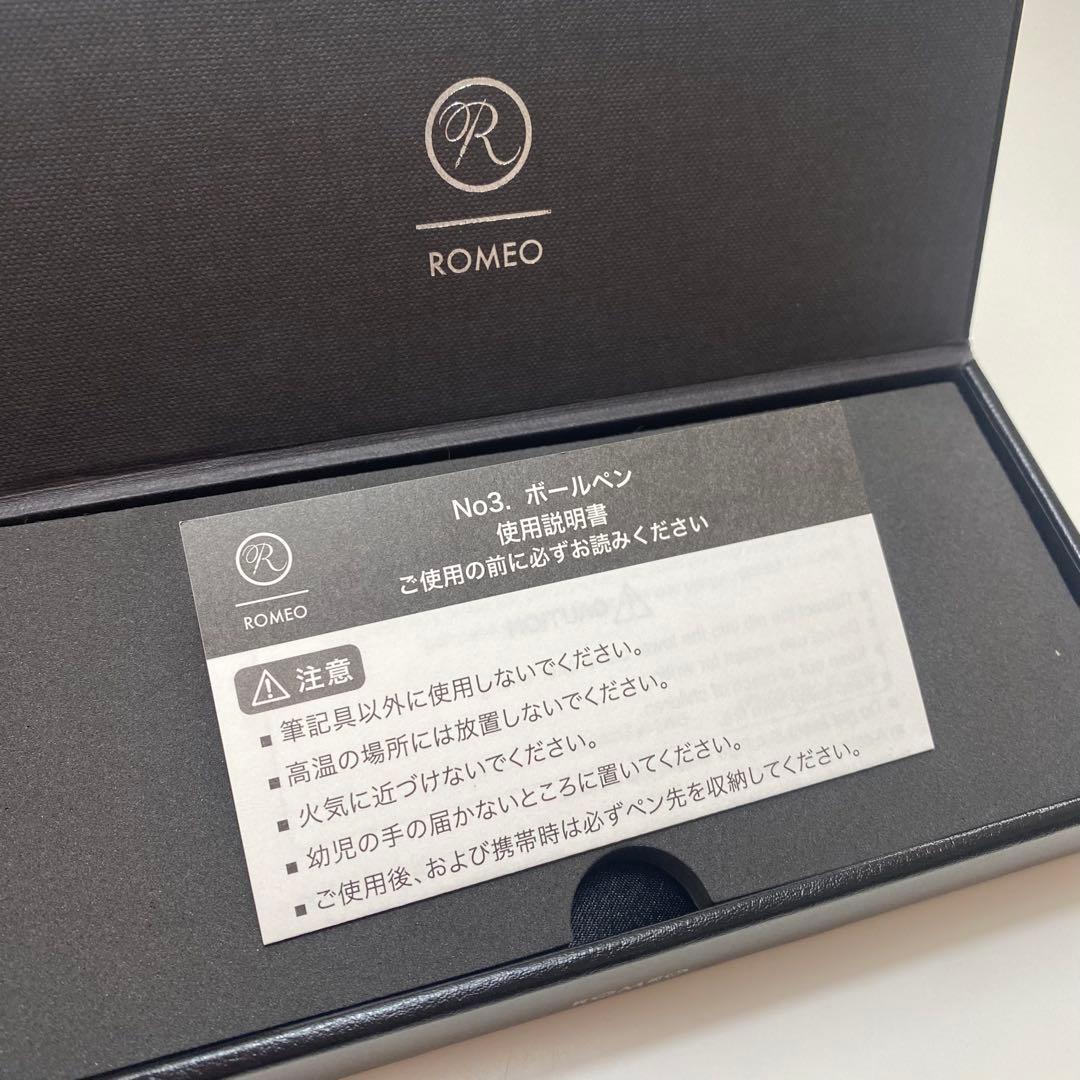 R
ROMEO
No3. ボールペン
使用説明書
ご使用の前に必ずお読みください
R
ROMEO
注意
■ 筆記具以外に使用しないでください。
■ 高温の場所には放置しないでください。
■ 火気に近づけないでください。
■ 幼児の手の届かないところに置いてください。
■ ご使用後、および携帯時は必ずペン先を収納してください。